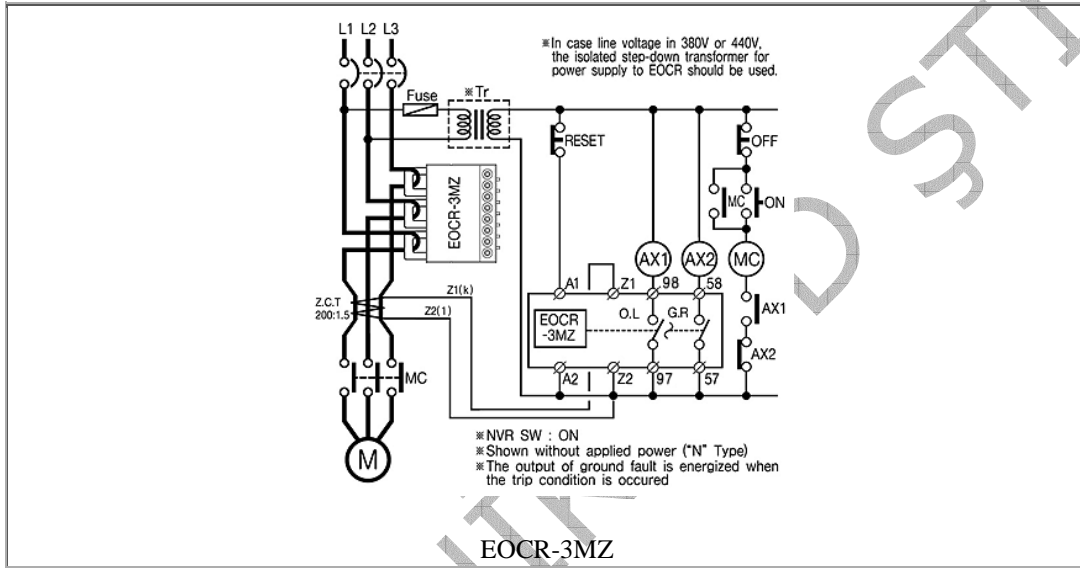 L1 L2 L3
※In case line voltage in 380V or 440V,
the isolated step-down transformer for
power supply to EOCR should be used.
Fuse
※Tr
RESET
OFF
MC
ON
EOCR-3MZ
AX1
AX2
MC
Z1(k)
Z2(1)
Z.C.T
200:1.5
A1
Z1
98
58
EOCR
-3MZ
O.L
G.R
AX1
AX2
A2
Z2
97
57
MC
M
※NVR SW : ON
※Shown without applied power ("N" Type)
※The output of ground fault is energized when
the trip condition is occured
EOCR-3MZ